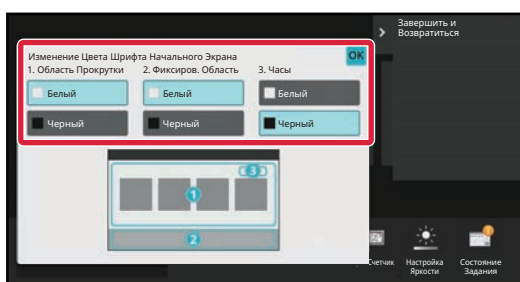 Завершить и
Возвратиться
Изменение Цвета Шрифта Начального Экрана
OK
1. Область Прокрутки 2. Фиксиров. Область 3. Часы
Белый Белый Белый
Черный Черный Черный
3
1
2
Счетчик Настройка Яркости Состояние Задания